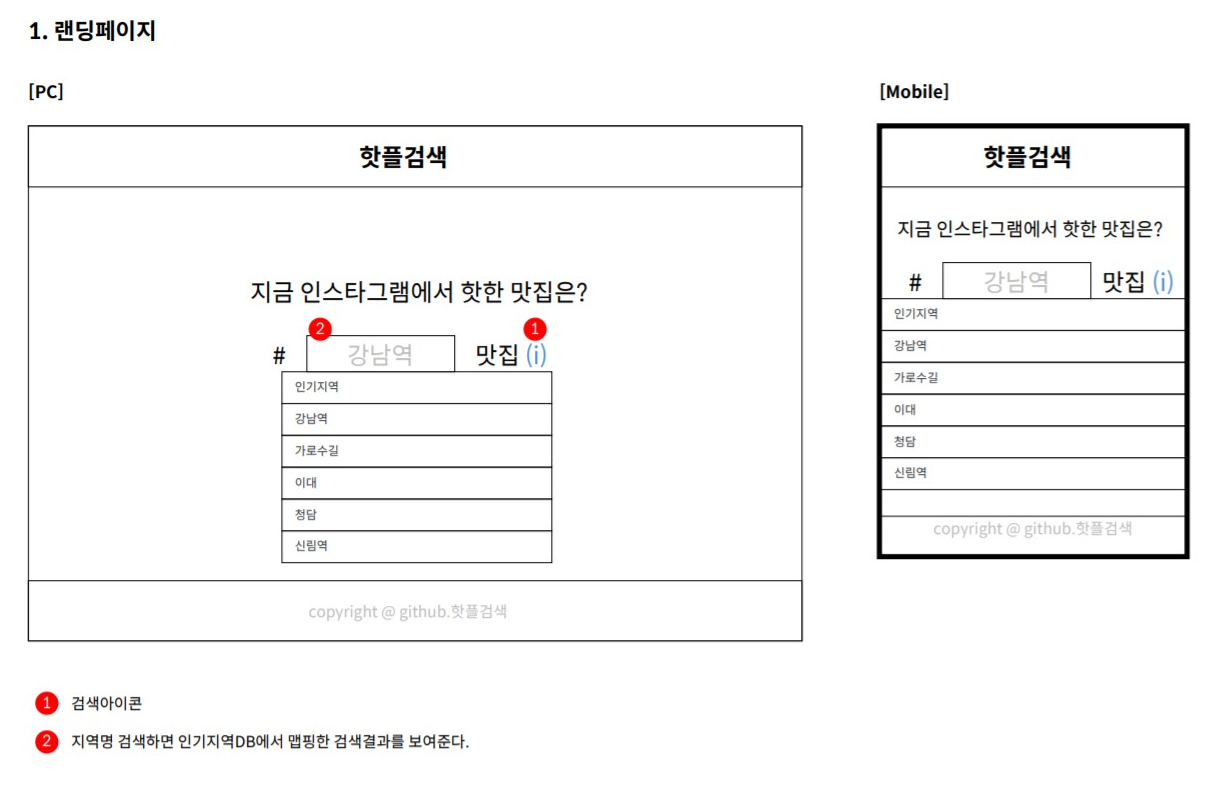 1. 랜딩페이지
[PC]
핫플검색
지금 인스타그램에서 핫한 맛집은?
2
1
# 강남역 맛집 (i)
인기지역
강남역
가로수길
이대
청담
신림역
copyright @ github.핫플검색
[Mobile]
핫플검색
지금 인스타그램에서 핫한 맛집은?
# 강남역 맛집 (i)
인기지역
강남역
가로수길
이대
청담
신림역
copyright @ github.핫플검색
1 검색아이콘
2 지역명 검색하면 인기지역DB에서 맵핑한 검색결과를 보여준다.